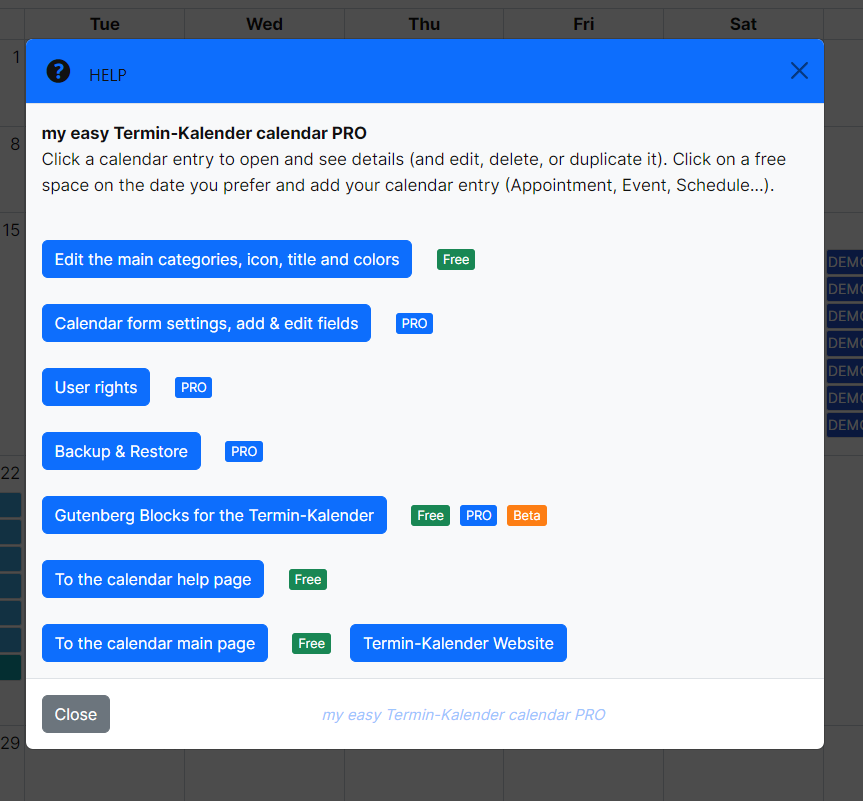 Tue Wed Thu Fri Sat
1
HELP
my easy Termin-Kalender calendar PRO
Click a calendar entry to open and see details (and edit, delete, or duplicate it). Click on a free
space on the date you prefer and add your calendar entry (Appointment, Event, Schedule...).
8
15
Edit the main categories, icon, title and colors Free
DEMO
DEMO
Calendar form settings, add & edit fields PRO
DEMO
DEMO
User rights PRO
DEMO
DEMO
DEMO
Backup & Restore PRO
22
Gutenberg Blocks for the Termin-Kalender Free PRO Beta
To the calendar help page Free
To the calendar main page Free Termin-Kalender Website
Close my easy Termin-Kalender calendar PRO
29